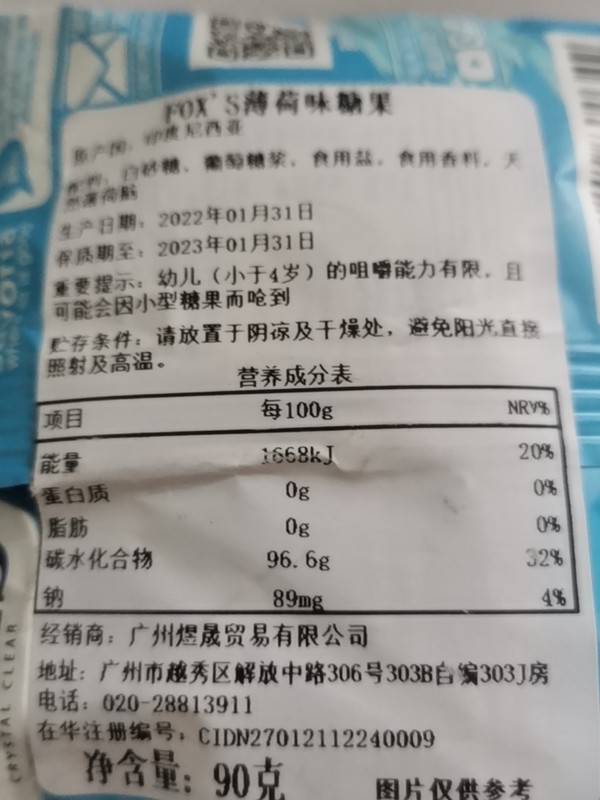 FOX'S薄荷味糖果
原产国：印度尼西亚
配料：白砂糖、葡萄糖浆、食用盐、食用香料、天
然薄荷脑
生产日期：2022年01月31日
保质期至：2023年01月31日
重要提示：幼儿（小于4岁）的咀嚼能力有限，且
可能会因小型糖果而呛到
贮存条件：请放置于阴凉及干燥处，避免阳光直接
照射及高温。
营养成分表
项目 每100g NRV%
能量 1668kJ 20%
蛋白质 0g 0%
脂肪 0g 0%
碳水化合物 96.6g 32%
钠 89mg 4%
经销商：广州煜晟贸易有限公司
地址：广州市越秀区解放中路306号303B自编303J房
电话：020-28813911
在华注册编号：CIDN27012112240009
净含量：90克
图片仅供参考
CRYSTAL CLEAR